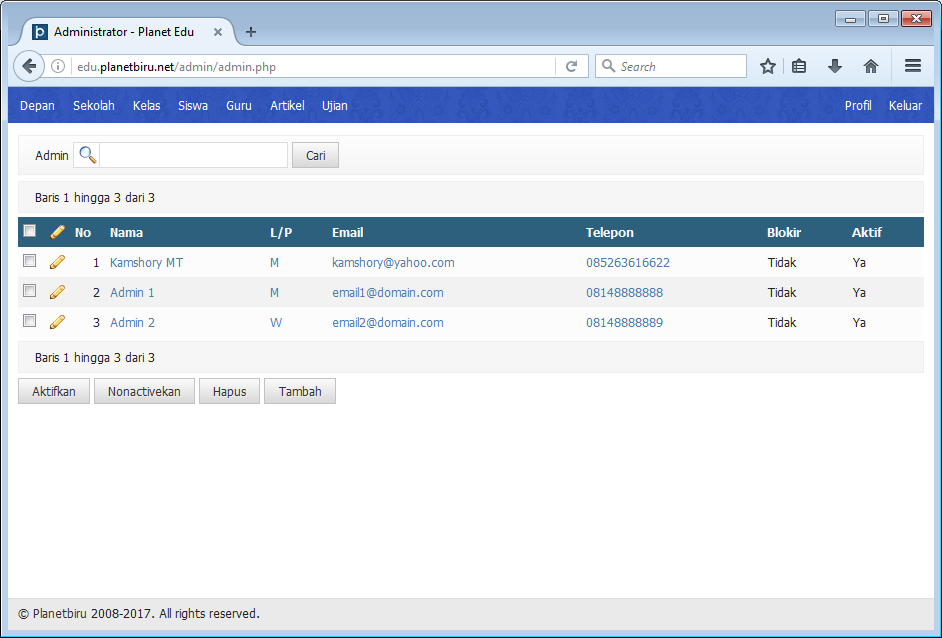 Administrator - Planet Edu
edu.planetbiru.net/admin/admin.php
Search
Depan Sekolah Kelas Siswa Guru Artikel Ujian Profil Keluar
Admin Cari
Baris 1 hingga 3 dari 3
No Nama L/P Email Telepon Blokir Aktif
1 Kamshory MT M kamshory@yahoo.com 085263616622 Tidak Ya
2 Admin 1 M email1@domain.com 08148888888 Tidak Ya
3 Admin 2 W email2@domain.com 08148888889 Tidak Ya
Baris 1 hingga 3 dari 3
Aktifkan Nonactivekan Hapus Tambah
© Planetbiru 2008-2017. All rights reserved.